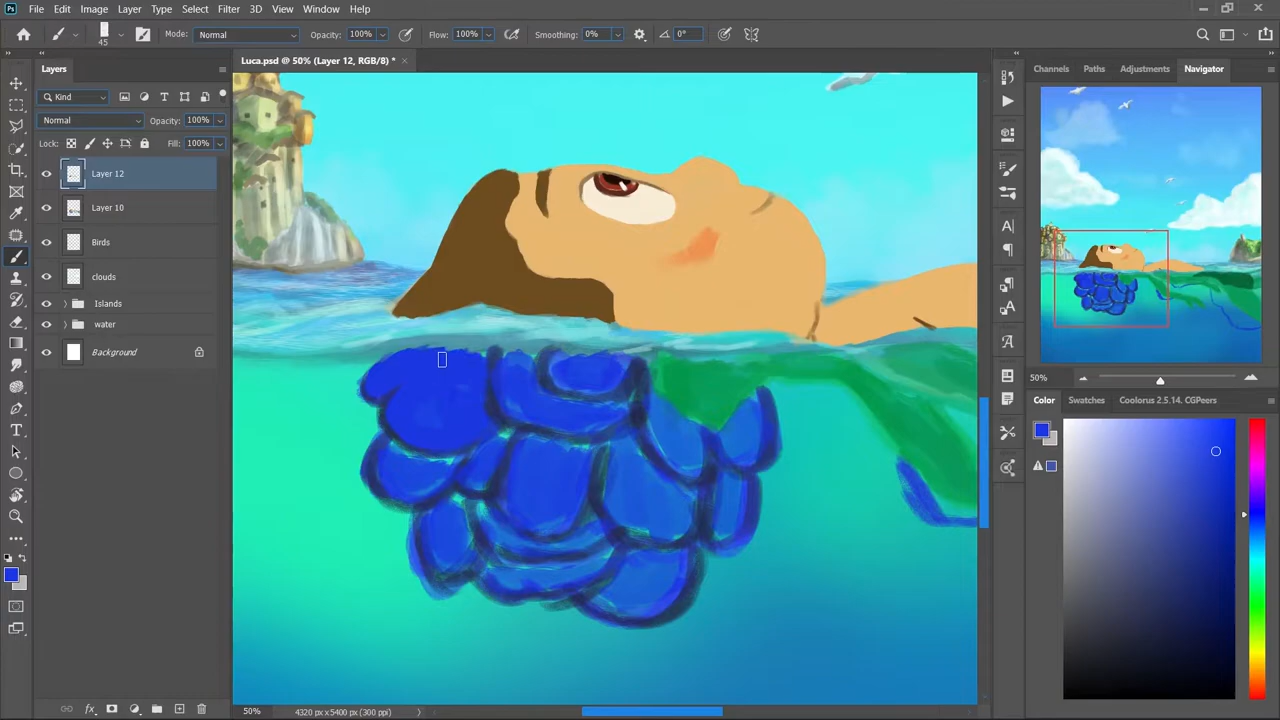 Ps File Edit Image Layer Type Select Filter 3D View Window Help
45 Mode: Normal Opacity: 100% Flow: 100% Smoothing: 0% 0°
Layers
Luca.psd @ 50% (Layer 12, RGB/8) *
Channels Paths Adjustments Navigator
Kind
Normal Opacity: 100%
Lock: Fill: 100%
Layer 12
Layer 10
Birds
clouds
Islands
water
Background
50%
Color Swatches Coolorus 2.5.14. CGPeers
50% 4320 px x 5400 px (300 ppi)
fx